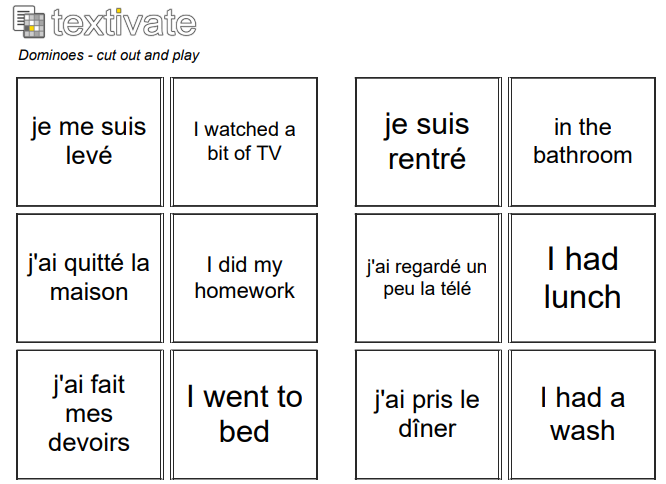 textivate
Dominoes - cut out and play
je me suis
levé
I watched a
bit of TV
je suis
rentré
in the
bathroom
j'ai quitté la
maison
I did my
homework
j'ai regardé un
peu la télé
I had
lunch
j'ai fait
mes
devoirs
I went to
bed
j'ai pris le
dîner
I had a
wash